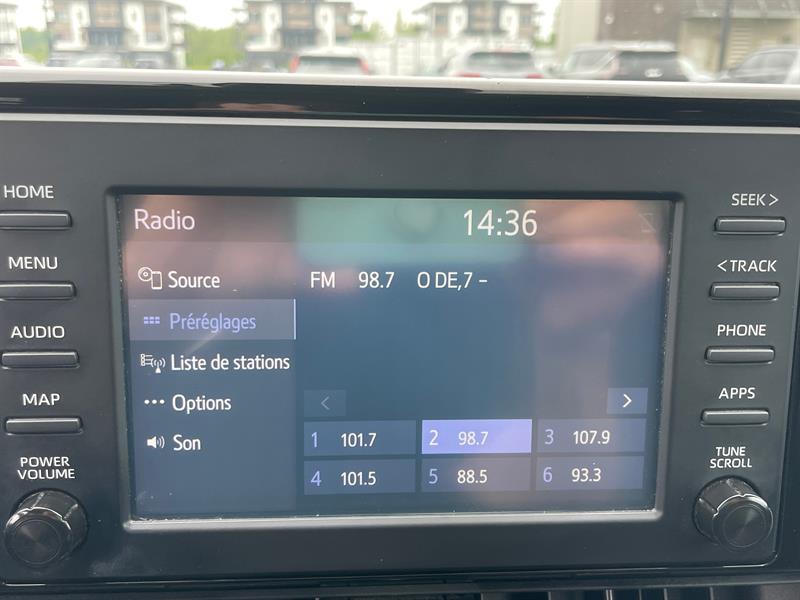 HOME
MENU
AUDIO
MAP
POWER
VOLUME
Radio 14:36
Source
Préréglages
Liste de stations
Options
Son
FM 98.7 O DE,7 -
1 101.7 2 98.7 3 107.9
4 101.5 5 88.5 6 93.3
SEEK >
< TRACK
PHONE
APPS
TUNE
SCROLL